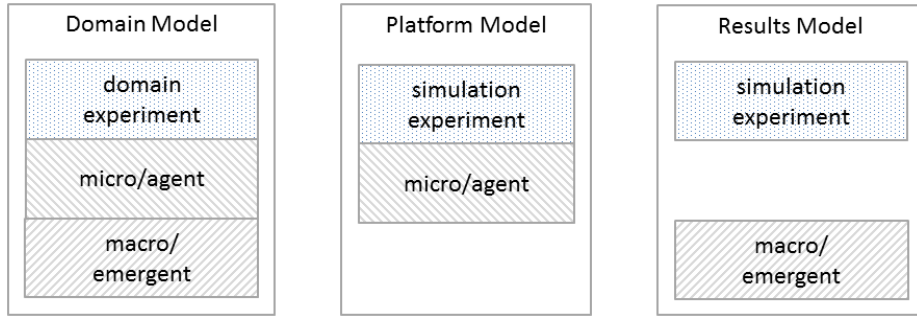 Domain Model
domain
experiment
micro/agent
macro/
emergent
Platform Model
simulation
experiment
micro/agent
Results Model
simulation
experiment
macro/
emergent